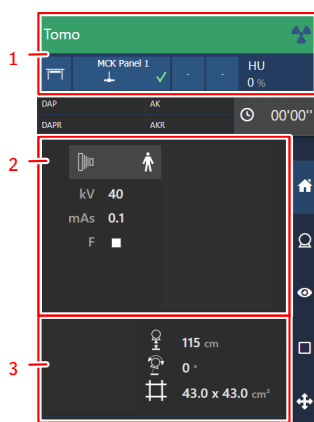 1
Tomo
MCK Panel 1
- -
HU
0 %
DAP AK
DAPR AKR
00'00''
2
kV 40
mAs 0.1
F
3
115 cm
0 °
43.0 x 43.0 cm²